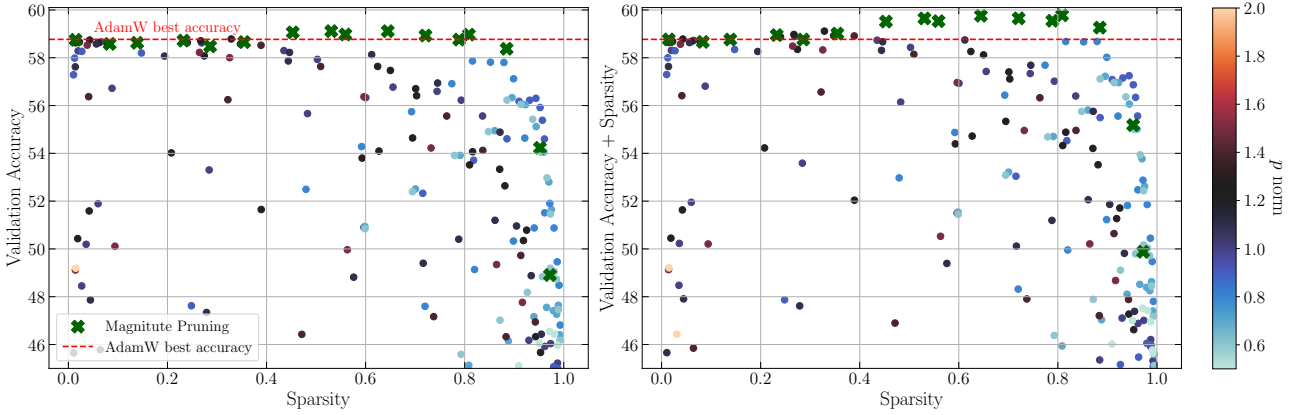 60
58
56
54
52
50
48
46
Validation Accuracy
AdamW best accuracy
Magnitute Pruning
AdamW best accuracy
0.0 0.2 0.4 0.6 0.8 1.0
Sparsity
60
58
56
54
52
50
48
46
Validation Accuracy + Sparsity
0.0 0.2 0.4 0.6 0.8 1.0
Sparsity
2.0
1.8
1.6
1.4
1.2
1.0
0.8
0.6
p norm